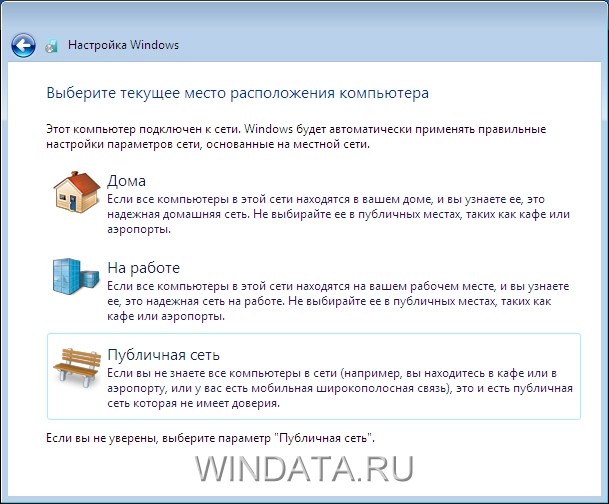 Настройка Windows
Выберите текущее место расположения компьютера
Этот компьютер подключен к сети. Windows будет автоматически применять правильные
настройки параметров сети, основанные на местной сети.
Дома
Если все компьютеры в этой сети находятся в вашем доме, и вы узнаете ее, это
надежная домашняя сеть. Не выбирайте ее в публичных местах, таких как кафе или
аэропорты.
На работе
Если все компьютеры в этой сети находятся на вашем рабочем месте, и вы узнаете
ее, это надежная сеть на работе. Не выбирайте ее в публичных местах, таких как
кафе или аэропорты.
Публичная сеть
Если вы не знаете все компьютеры в сети (например, вы находитесь в кафе или в
аэропорту, или у вас есть мобильная широкополосная связь), это и есть публичная
сеть которая не имеет доверия.
Если вы не уверены, выберите параметр "Публичная сеть".
WINDATA.RU